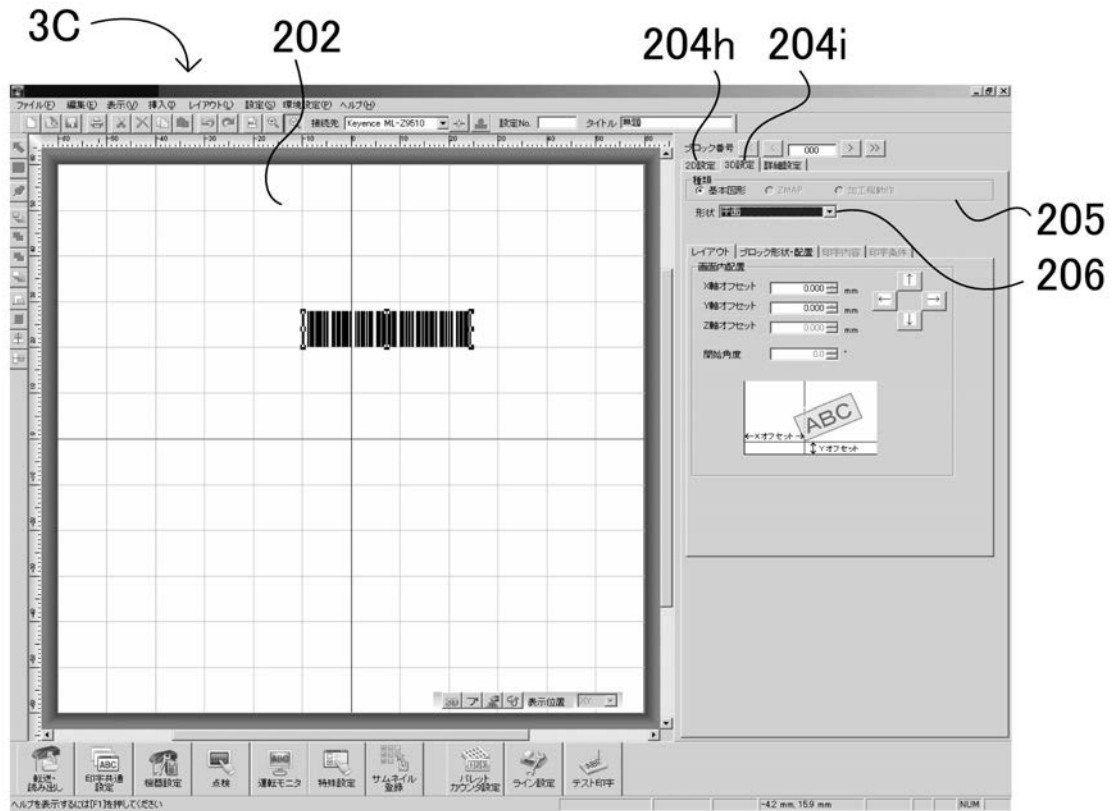 3C
202
204h 204i
ファイル(F) 編集(E) 表示(V) 挿入(I) レイアウト(L) 設定(S) 環境設定(P) ヘルプ(H)
接続先 Keyence ML-Z9510 設定No. タイトル 無題
ブロック番号 000
2D設定 3D設定 詳細設定
種類
基本図形 ZMAP 加工機動作
205
形状 平面
206
レイアウト ブロック形状・配置 印字内容 印字条件
画面内配置
X軸オフセット 0.000 mm
Y軸オフセット 0.000 mm
Z軸オフセット 0.000 mm
開始角度 0.0 °
ABC
Xオフセット
Yオフセット
3D 表示位置
転送・読み出し 印字共通設定 機器設定 点検 運転モニタ 特殊設定 サムネイル登録 パレットカウンタ設定 ライン設定 テスト印字
ヘルプを表示するには[F1]を押してください -42 mm, 15.9 mm NUM